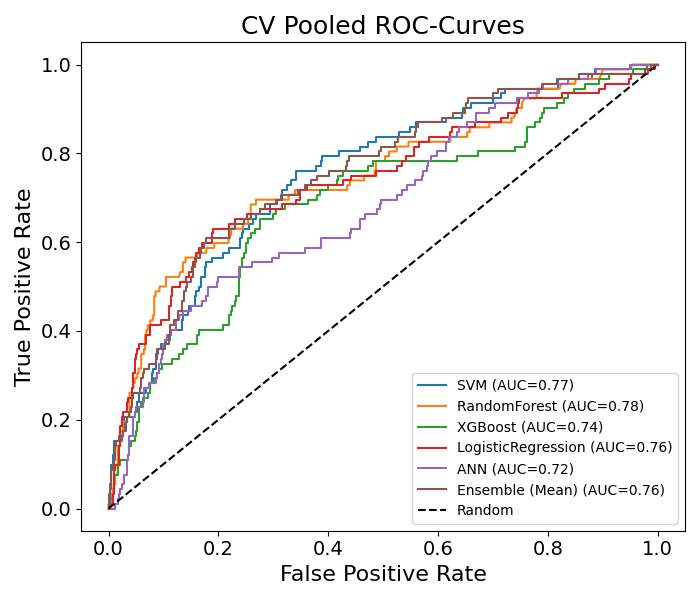 CV Pooled ROC-Curves
True Positive Rate
1.0
0.8
0.6
0.4
0.2
0.0
SVM (AUC=0.77)
RandomForest (AUC=0.78)
XGBoost (AUC=0.74)
LogisticRegression (AUC=0.76)
ANN (AUC=0.72)
Ensemble (Mean) (AUC=0.76)
Random
0.0 0.2 0.4 0.6 0.8 1.0
False Positive Rate